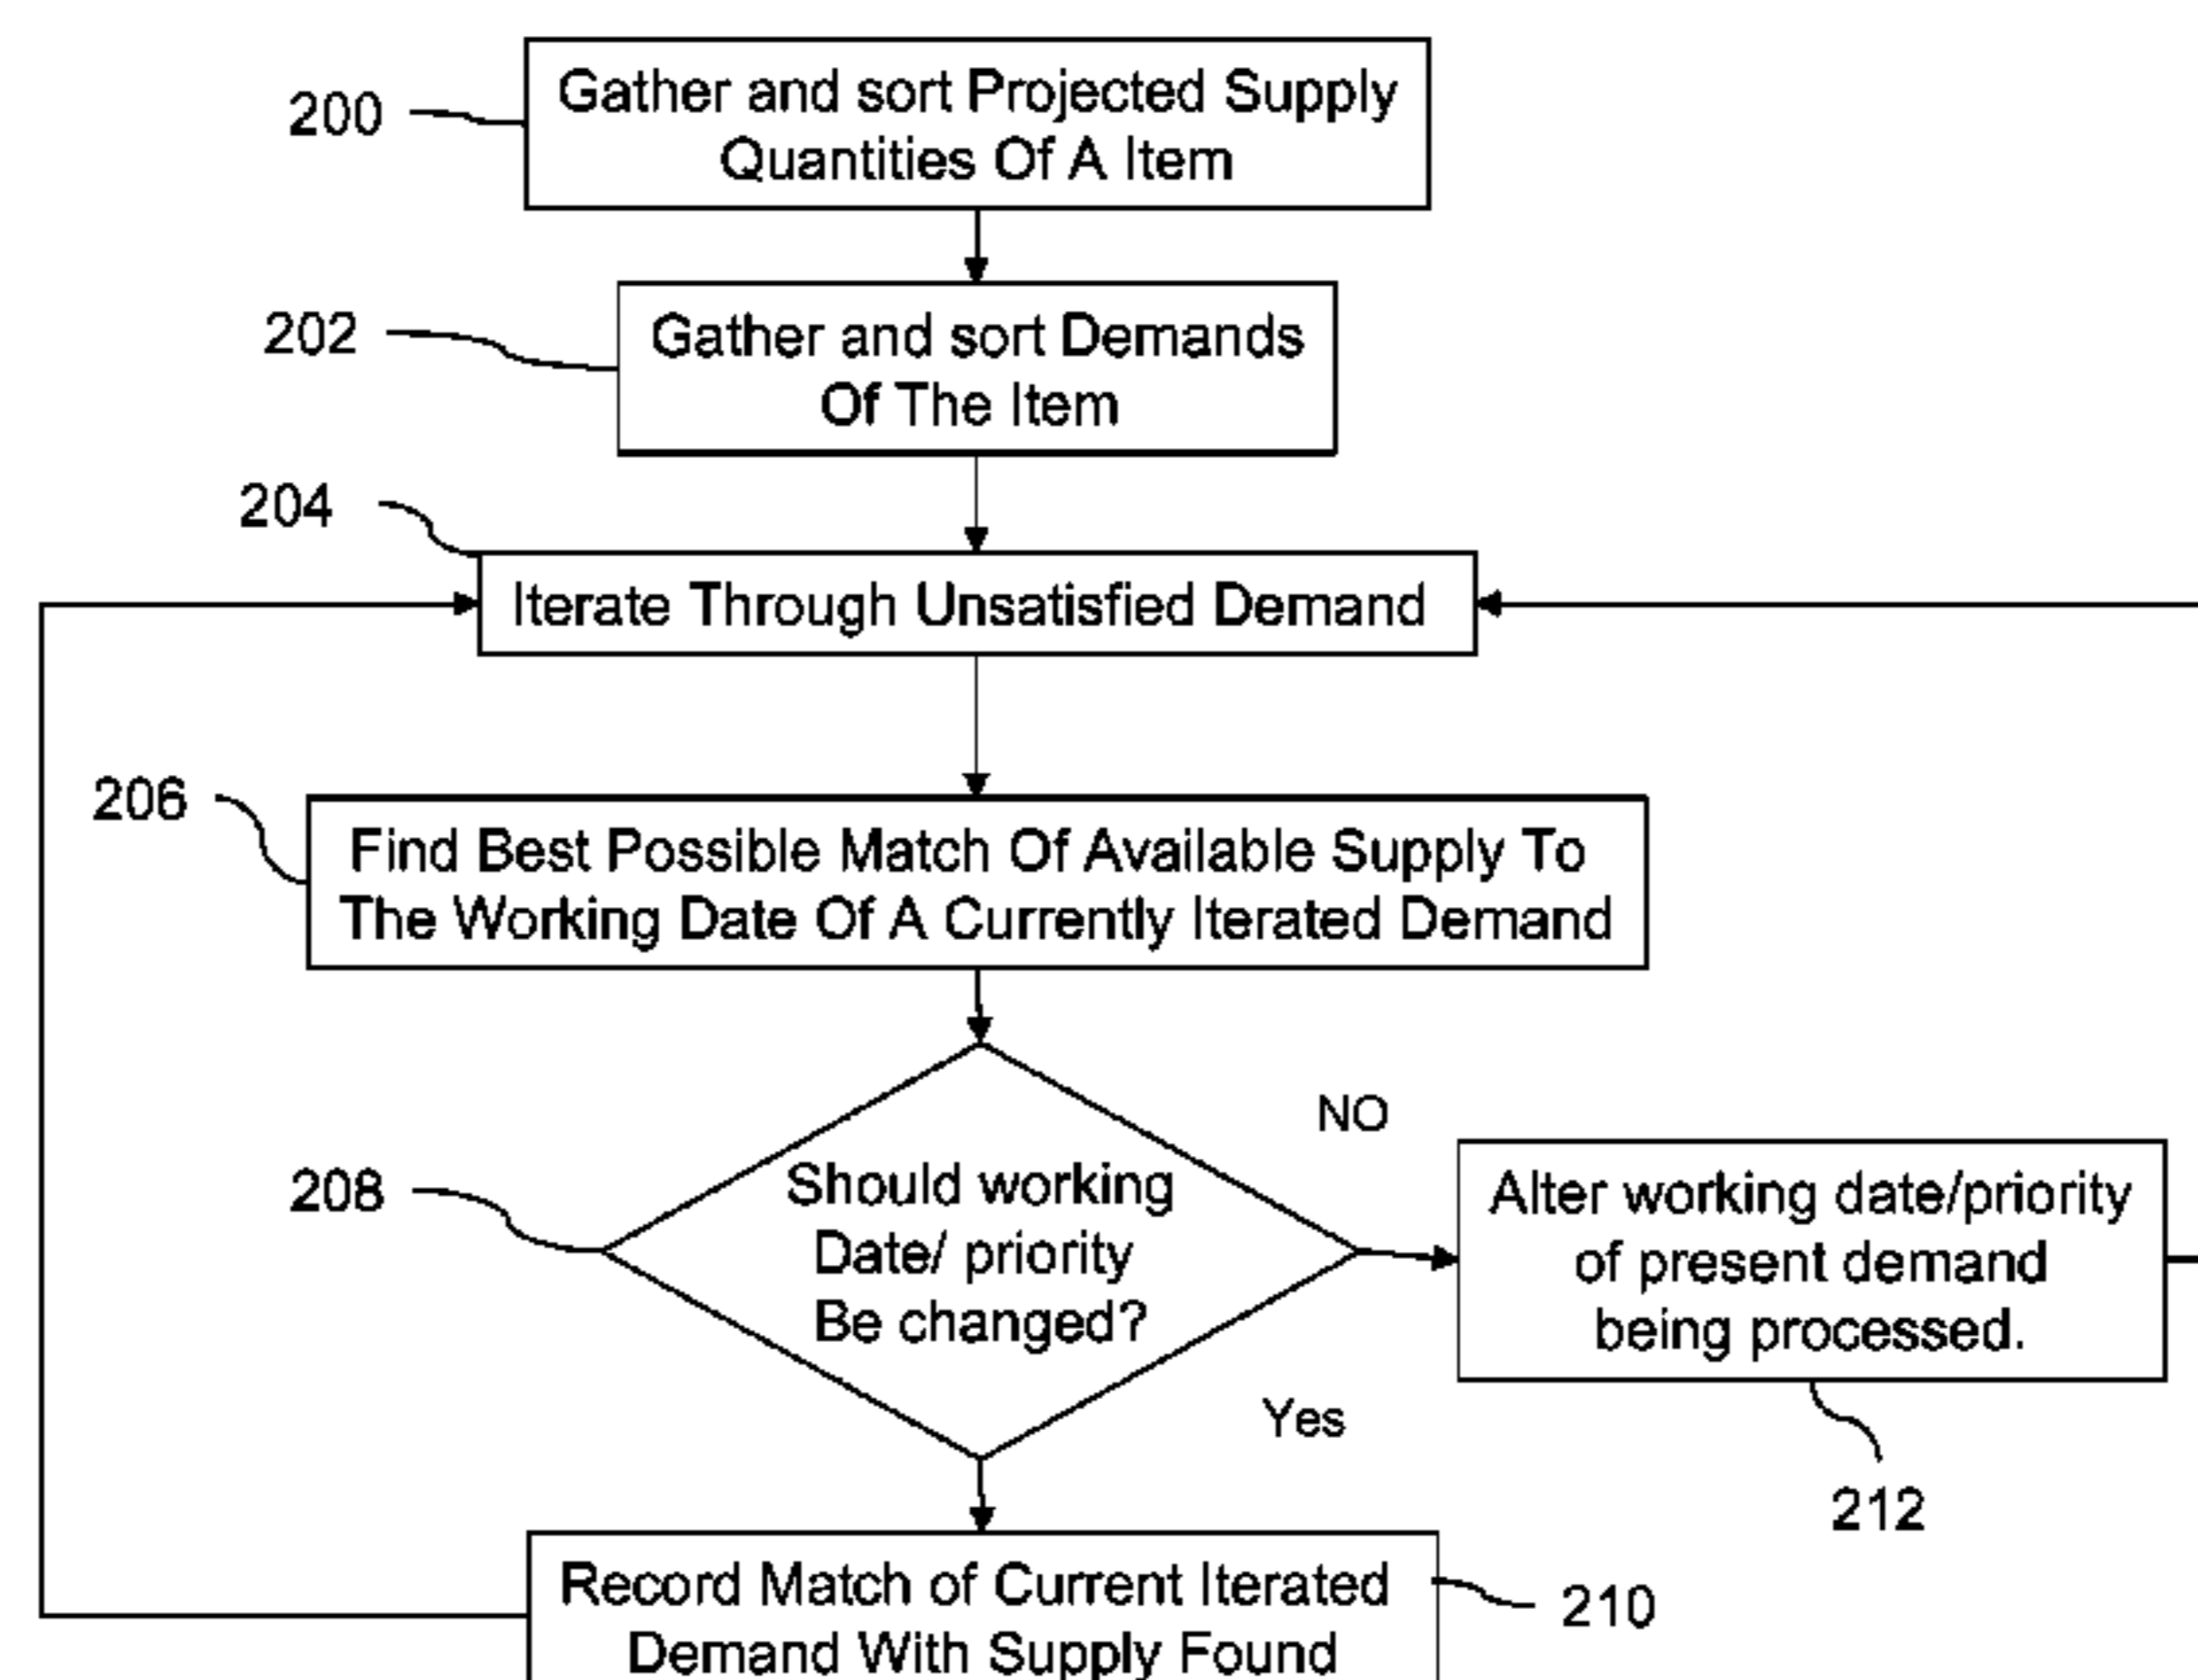 200
Gather and sort Projected Supply
Quantities Of A Item
202
Gather and sort Demands
Of The Item
204
Iterate Through Unsatisfied Demand
206
Find Best Possible Match Of Available Supply To
The Working Date Of A Currently Iterated Demand
NO
208
Should working
Date/ priority
Be changed?
Alter working date/priority
of present demand
being processed.
Yes
212
Record Match of Current Iterated
Demand With Supply Found
210